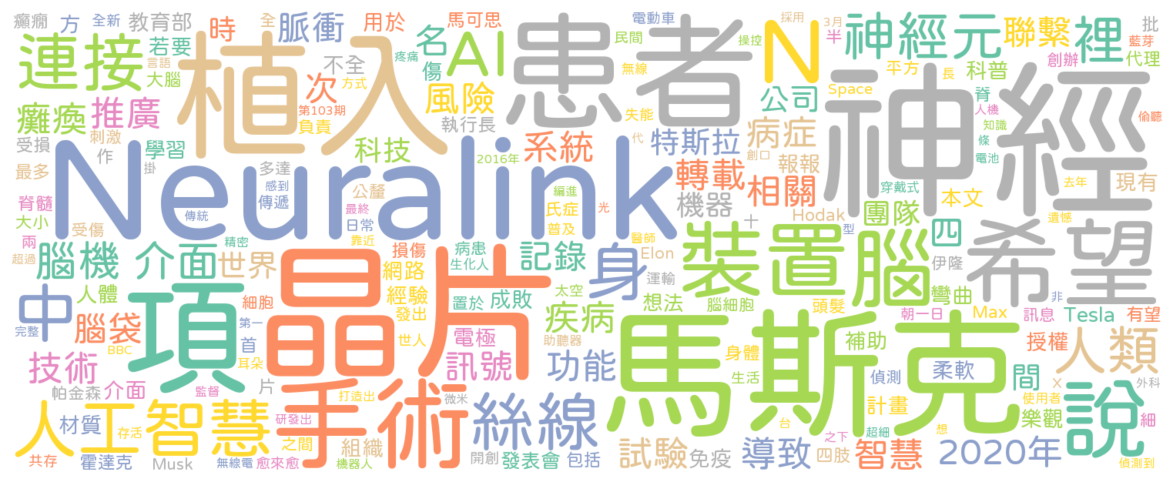 癲癇
方
全新
教育部
時
全
脈衝
用於
馬可思
名
電動車
採用
3月
批
連接
若要
言語
大腦
植入
不全
疼痛
方式
傷
AI
患者
民間
無線
操控
N
半
神經元
聯繫
創辦
裡
藍芽
代理
癱瘓
推廣
次
第103期
負責
風險
執行長
失能
公司
平方
Space
長
科普
脊
人機
知識
條
電池
偷聽
神經
受損
刺激
作
學習
科技
系統
代
特斯拉
創口
病症
報報
現有
最多
掛
多達
感到
傳遞
2016年
公釐
最終
日常
編進
氏症
普及
光
轉載
相關
穿戴式
本文
去年
脊髓
大小
受傷
Neuralink
傳統
靠近
機器
十
Hodak
型
團隊
四
遺憾
希望
兩
超過
腦機
介面
精密
世界
損傷
病患
生化人
醫師
Elon
記錄
身
運輸
裝置
腦
伊隆
非
中
人體
項
細胞
晶片
網路
經驗
發出
置於
成敗
太空
想法
腦細胞
頭髮
彎曲
朝一日
Max
訊息
Tesla
有望
完整
腦袋
BBC
第一
首
耳朵
世人
電極
助聽器
疾病
馬斯克
身體
補助
授權
人類
技術
帕金森
介面
監督
片
打造出
手術
訊號
微米
功能
生活
偵測
柔軟
間
X
使用者
外科
說
人工智慧
研發出
絲線
台
計畫
超細
想
樂觀
細
材質
存活
之間
組織
開創
試驗
免疫
導致
之下
四肢
智慧
2020年
共存
霍達克
Musk
無線電
愈來愈
機器人
發表會
包括
偵測到